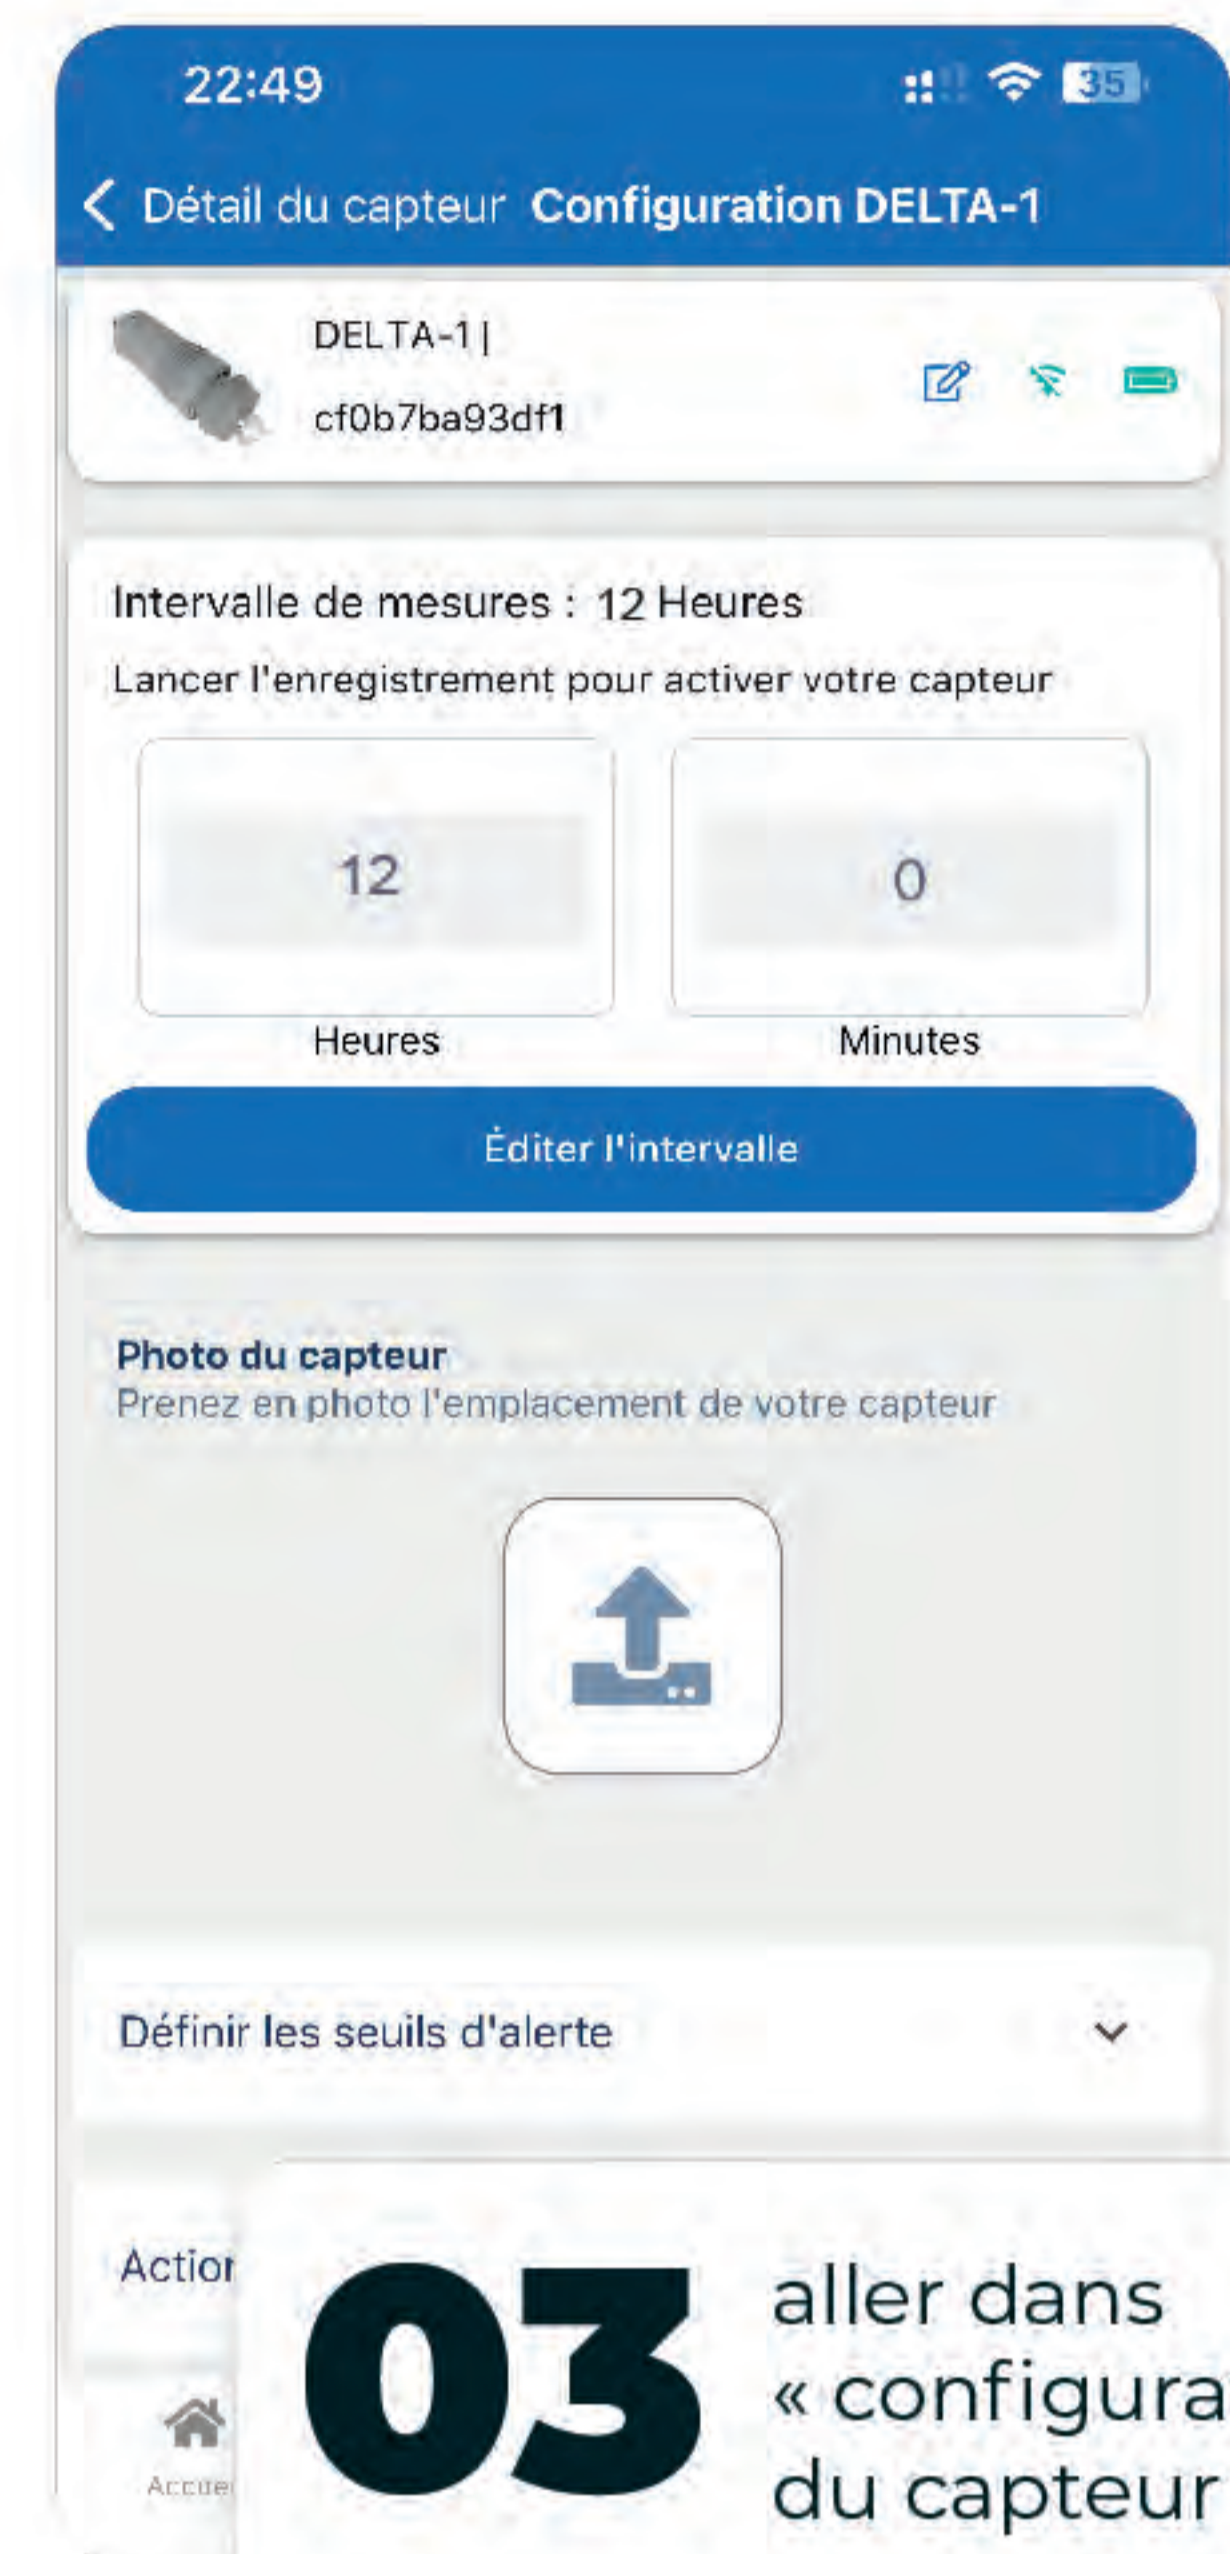 22:49
35
Détail du capteur Configuration DELTA-1
DELTA-1 |
cf0b7ba93df1
Intervalle de mesures : 12 Heures
Lancer l'enregistrement pour activer votre capteur
12
0
Heures
Minutes
Éditer l'intervalle
Photo du capteur
Prenez en photo l'emplacement de votre capteur
Définir les seuils d'alerte
Action
03
aller dans
« configura
du capteur
Accuei